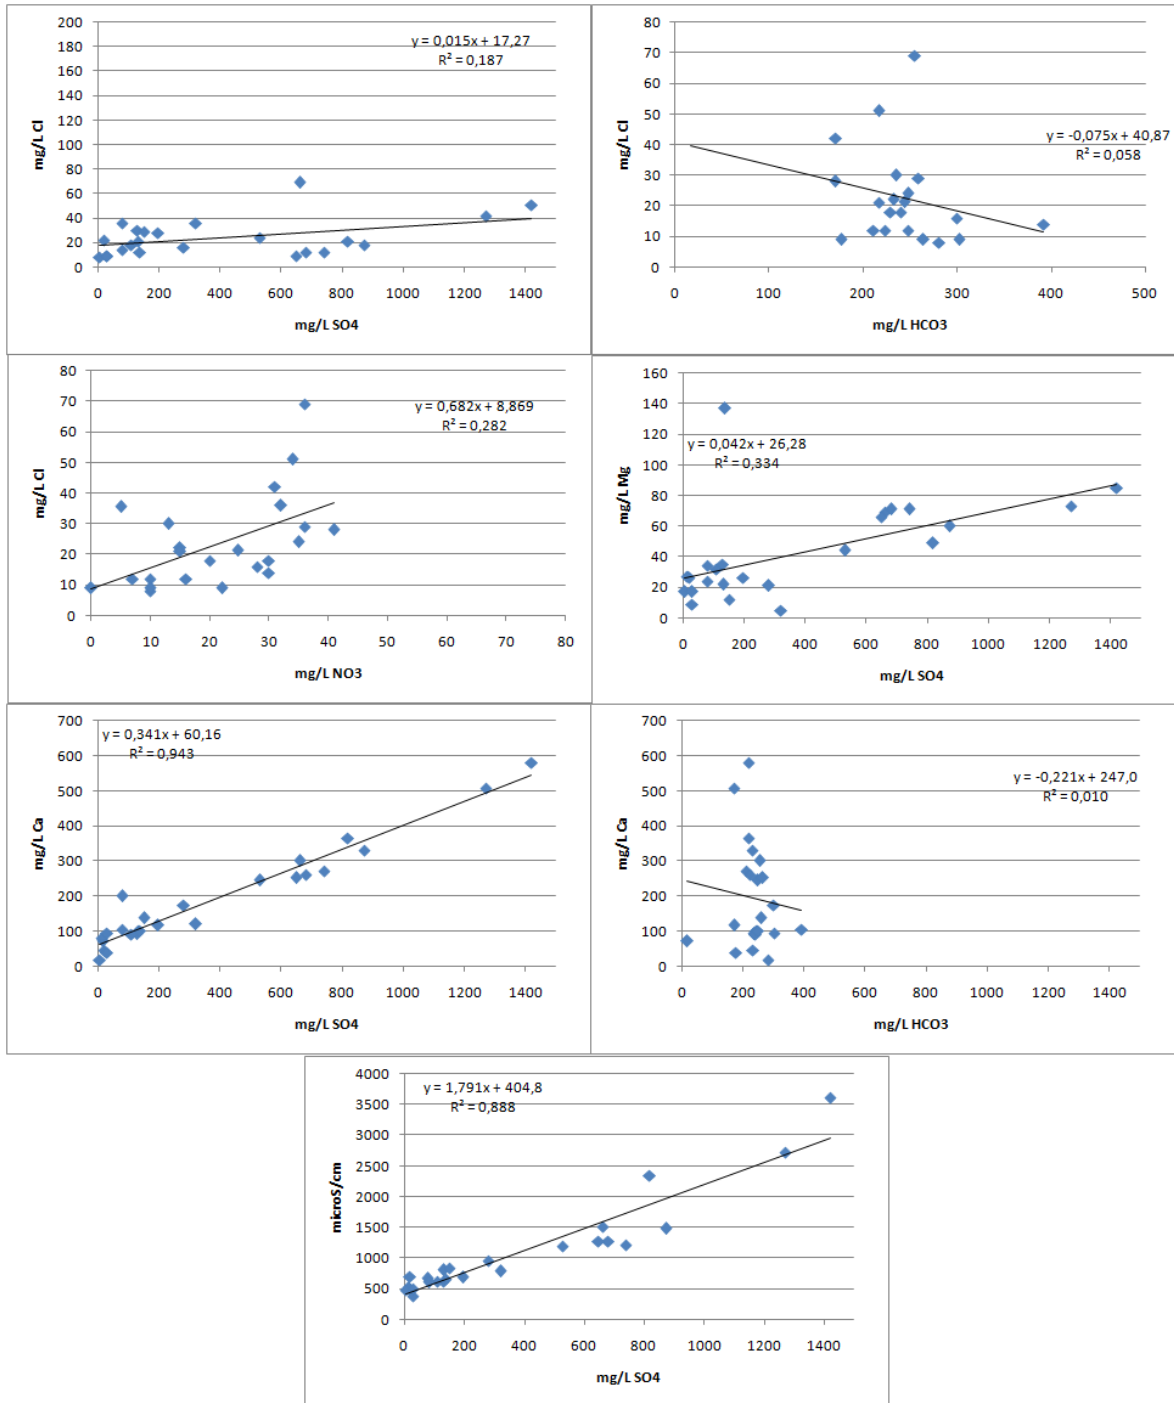 200
180
160
140
120
100
80
60
40
20
0
mg/L Cl
y = 0,015x + 17,27
R² = 0,187
0 200 400 600 800 1000 1200 1400
mg/L SO4
80
70
60
50
40
30
20
10
0
mg/L Cl
y = -0,075x + 40,87
R² = 0,058
0 100 200 300 400 500
mg/L HCO3
80
70
60
50
40
30
20
10
0
mg/L Cl
y = 0,682x + 8,869
R² = 0,282
0 10 20 30 40 50 60 70 80
mg/L NO3
160
140
120
100
80
60
40
20
0
mg/L Mg
y = 0,042x + 26,28
R² = 0,334
0 200 400 600 800 1000 1200 1400
mg/L SO4
700
600
500
400
300
200
100
0
mg/L Ca
y = 0,341x + 60,16
R² = 0,943
0 200 400 600 800 1000 1200 1400
mg/L SO4
700
600
500
400
300
200
100
0
mg/L Ca
y = -0,221x + 247,0
R² = 0,010
0 200 400 600 800 1000 1200 1400
mg/L HCO3
4000
3500
3000
2500
2000
1500
1000
500
0
microS/cm
y = 1,791x + 404,8
R² = 0,888
0 200 400 600 800 1000 1200 1400
mg/L SO4